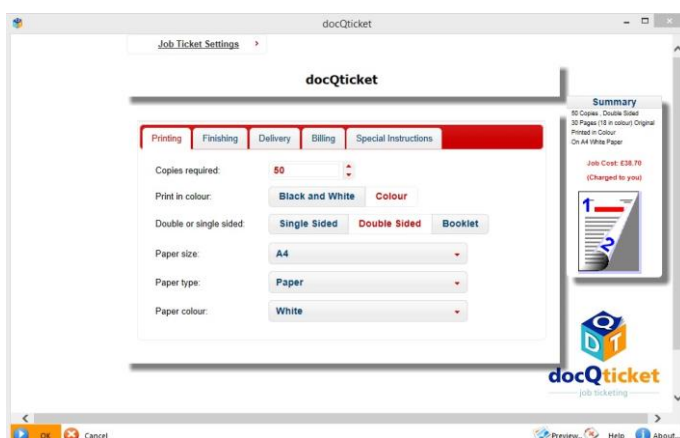 docQticket
Job Ticket Settings >
docQticket
Printing Finishing Delivery Billing Special Instructions
Copies required: 50
Print in colour: Black and White Colour
Double or single sided: Single Sided Double Sided Booklet
Paper size: A4
Paper type: Paper
Paper colour: White
Summary
50 Copies , Double Sided
30 Pages (18 in colour) Original
Printed in Colour
On A4 White Paper
Job Cost: £38.70
(Charged to you)
1
2
Q
D T
docQticket
job ticketing
OK Cancel Preview.. Help About..